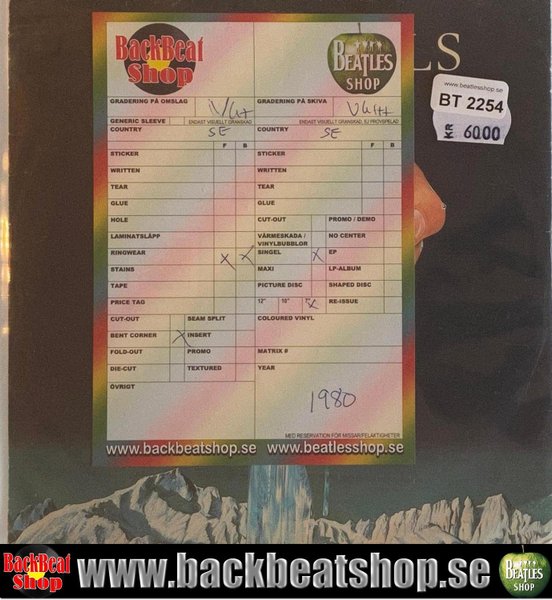 LS
BackBeat Shop
BEATLES SHOP
www.beatlesshop.se
BT 2254
KR 6000
GRADERING PÅ OMSLAG VG+ GRADERING PÅ SKIVA VG++
GENERIC SLEEVE ENDAST VISUELLT GRANSKAD ENDAST VISUELLT GRANSKAD, EJ PROVSPELAD
COUNTRY SE COUNTRY SE
F B F B
STICKER STICKER
WRITTEN WRITTEN
TEAR TEAR
GLUE GLUE
HOLE CUT-OUT PROMO / DEMO
LAMINATSLÄPP VÄRMESKADA / VINYLBUBBLOR NO CENTER
RINGWEAR X X SINGEL X EP
STAINS MAXI LP-ALBUM
TAPE PICTURE DISC SHAPED DISC
PRICE TAG 12" 10" 7" X RE-ISSUE
CUT-OUT SEAM SPLIT COLOURED VINYL
BENT CORNER X INSERT
FOLD-OUT PROMO MATRIX #
DIE-CUT TEXTURED YEAR
ÖVRIGT
1980
MED RESERVATION FÖR MISSAR/FELAKTIGHETER
www.backbeatshop.se www.beatlesshop.se
BackBeat Shop www.backbeatshop.se BEATLES SHOP